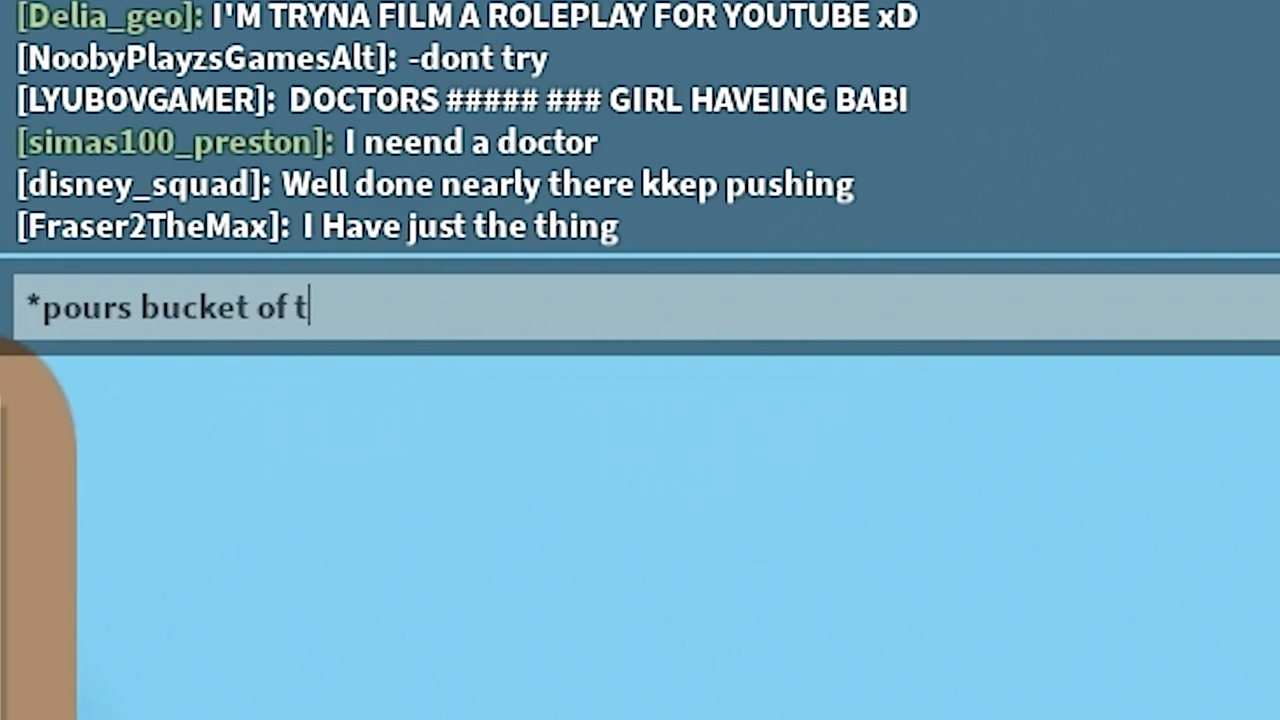 [Delia_geo]: I'M TRYNA FILM A ROLEPLAY FOR YOUTUBE xD
[NoobyPlayzsGamesAlt]: -dont try
[LYUBOVGAMER]: DOCTORS ##### ### GIRL HAVEING BABI
[simas100_preston]: I neend a doctor
[disney_squad]: Well done nearly there kkep pushing
[Fraser2TheMax]: I Have just the thing
*pours bucket of t